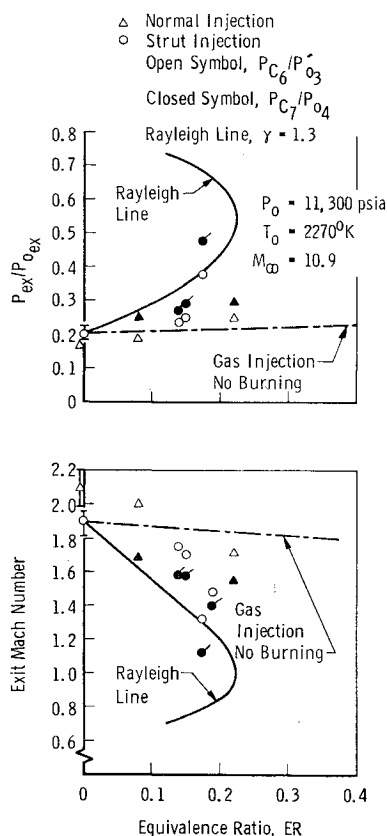 △ Normal Injection
○ Strut Injection
Open Symbol, P_C6/P_o3
Closed Symbol, P_C7/P_o4
Rayleigh Line, γ = 1.3
0.8
0.7
0.6
0.5
0.4
0.3
0.2
0.1
0
P_ex/P_o_ex
Rayleigh
Line
P_o = 11,300 psia
T_o = 2270°K
M_∞ = 10.9
Gas Injection
No Burning
2.2
2.0
1.8
1.6
1.4
1.2
1.0
0.8
0.6
Exit Mach Number
Gas
Injection
No Burning
Rayleigh
Line
0 0.1 0.2 0.3 0.4
Equivalence Ratio, ER